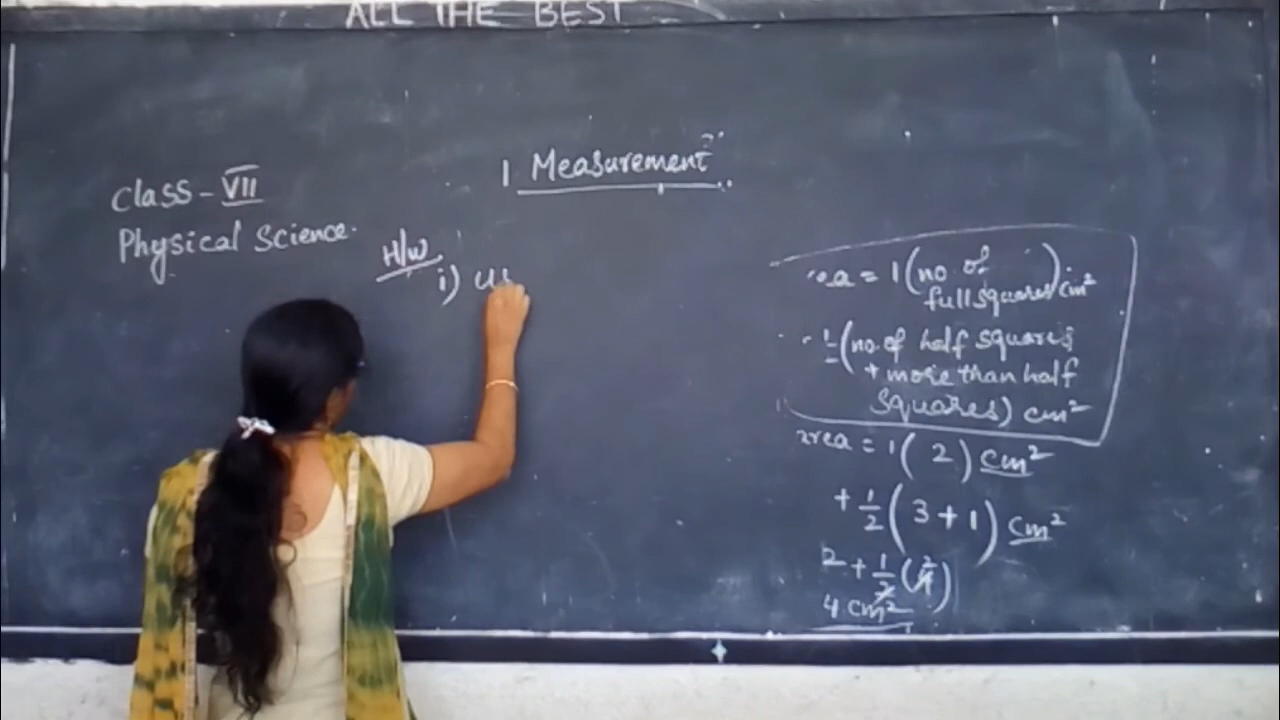 ALL THE BEST
1 Measurement
Class - VII
Physical Science.
H/W
i) us
= 1 (no. of
full squares) cm²
1/2 (no. of half squares
+ more than half
squares) cm²
area = 1 ( 2 ) cm²
+ 1/2 ( 3 + 1 ) cm²
2 + 1/2 (4) 2
4 cm²